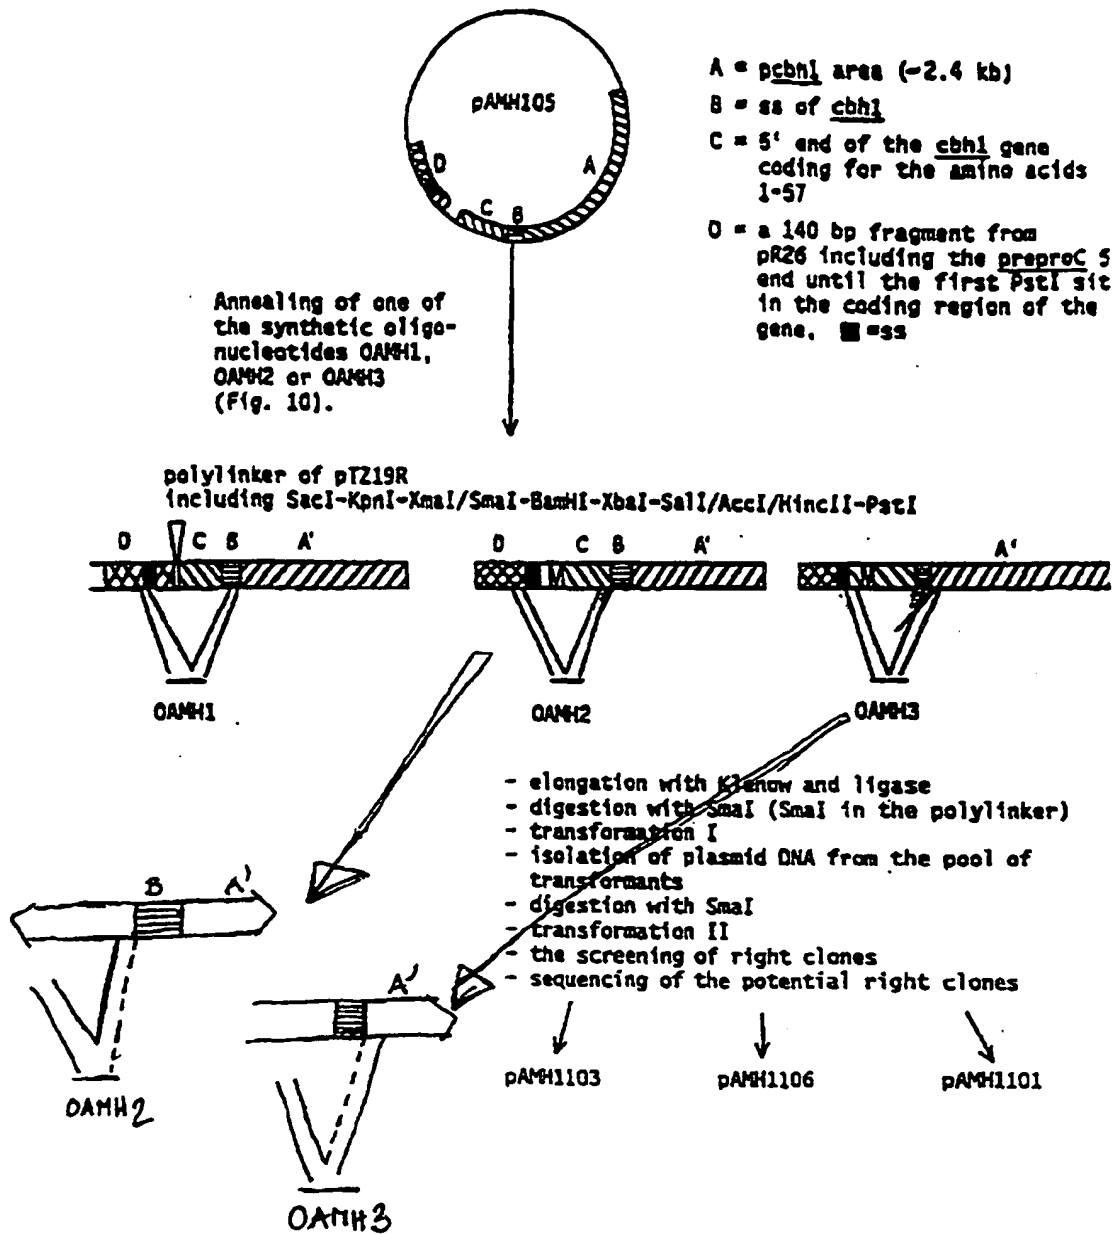 pAMH105
A
B
C
D
A = pcbh1 area (~2.4 kb)
B = ss of cbh1
C = 5' end of the cbh1 gene
coding for the amino acids
1-57
D = a 140 bp fragment from
pR26 including the preproC 5
end until the first PstI sit
in the coding region of the
gene. ■ =ss
Annealing of one of
the synthetic oligo-
nucleotides OAMH1,
OAMH2 or OAMH3
(Fig. 10).
polylinker of pTZ19R
including SacI-KpnI-XmaI/SmaI-BamHI-XbaI-SalI/AccI/HincII-PstI
D C B A'
D C B A'
A'
OAMH1
OAMH2
OAMH3
- elongation with Klenow and ligase
- digestion with SmaI (SmaI in the polylinker)
- transformation I
- isolation of plasmid DNA from the pool of
transformants
- digestion with SmaI
- transformation II
- the screening of right clones
- sequencing of the potential right clones
B A'
OAMH2
A'
OAMH3
pAMH1103
pAMH1106
pAMH1101